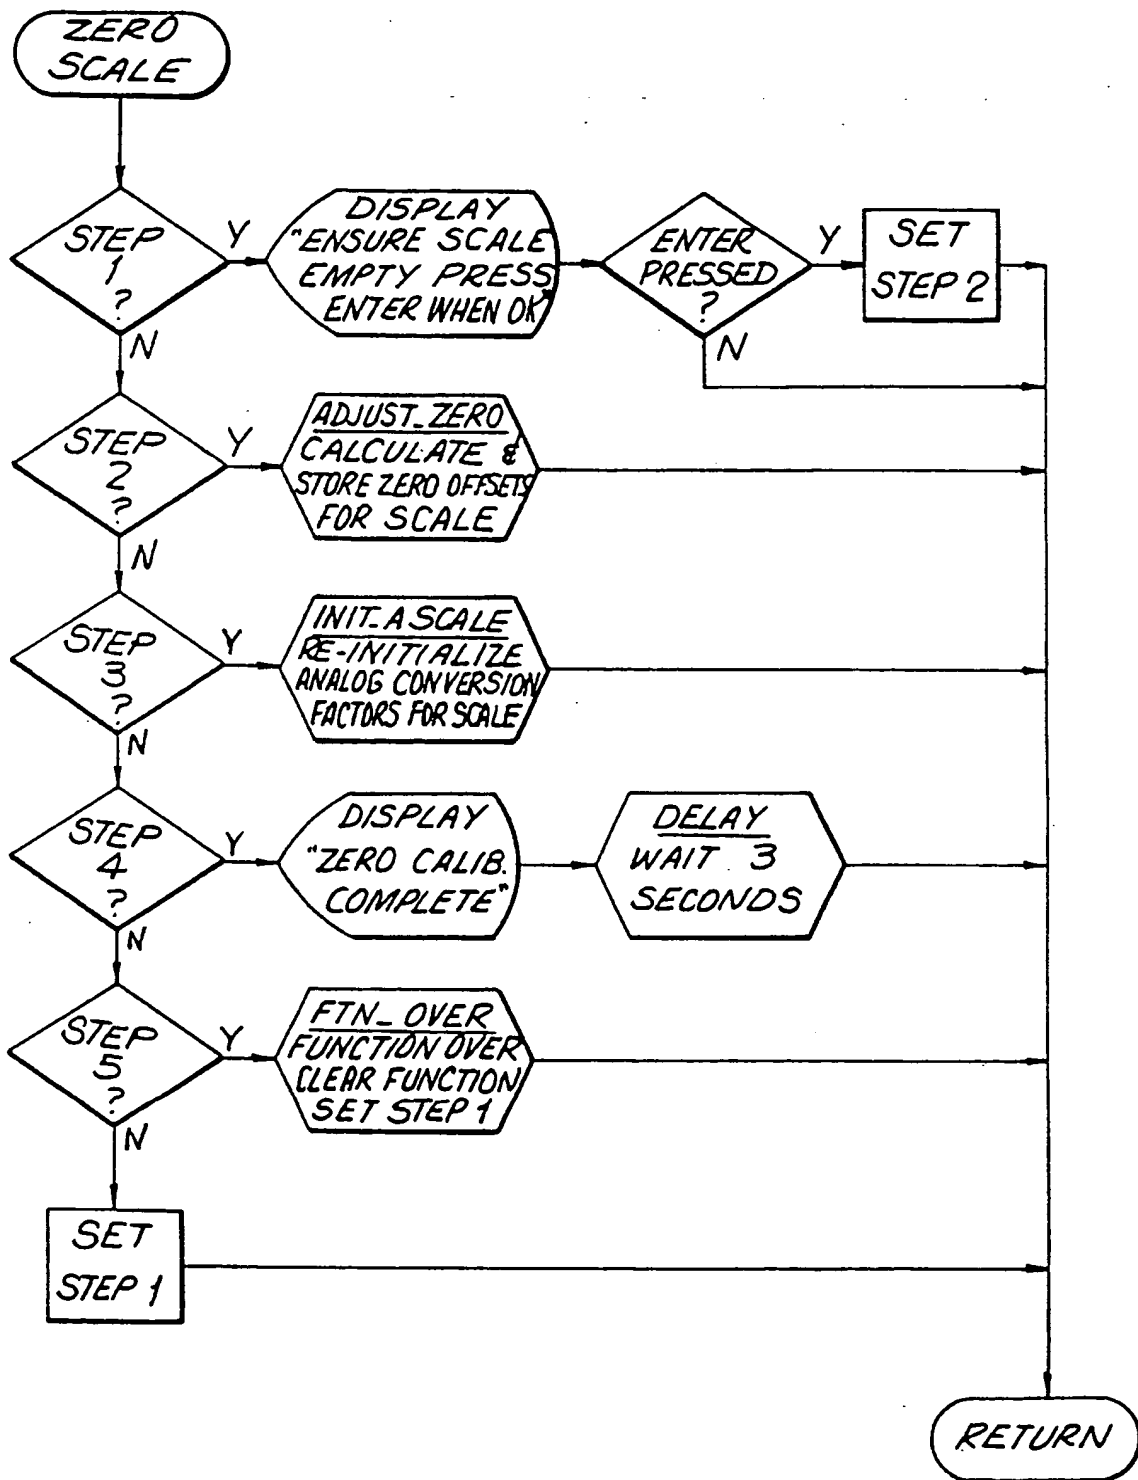 ZERO
SCALE
STEP
1
?
Y
DISPLAY
"ENSURE SCALE
EMPTY PRESS
ENTER WHEN OK"
ENTER
PRESSED
?
Y
SET
STEP 2
N
N
STEP
2
?
Y
ADJUST_ZERO
CALCULATE &
STORE ZERO OFFSETS
FOR SCALE
N
STEP
3
?
Y
INIT_A SCALE
RE-INITIALIZE
ANALOG CONVERSION
FACTORS FOR SCALE
N
STEP
4
?
Y
DISPLAY
"ZERO CALIB.
COMPLETE"
DELAY
WAIT 3
SECONDS
N
STEP
5
?
Y
FTN_OVER
FUNCTION OVER
CLEAR FUNCTION
SET STEP 1
N
SET
STEP 1
RETURN